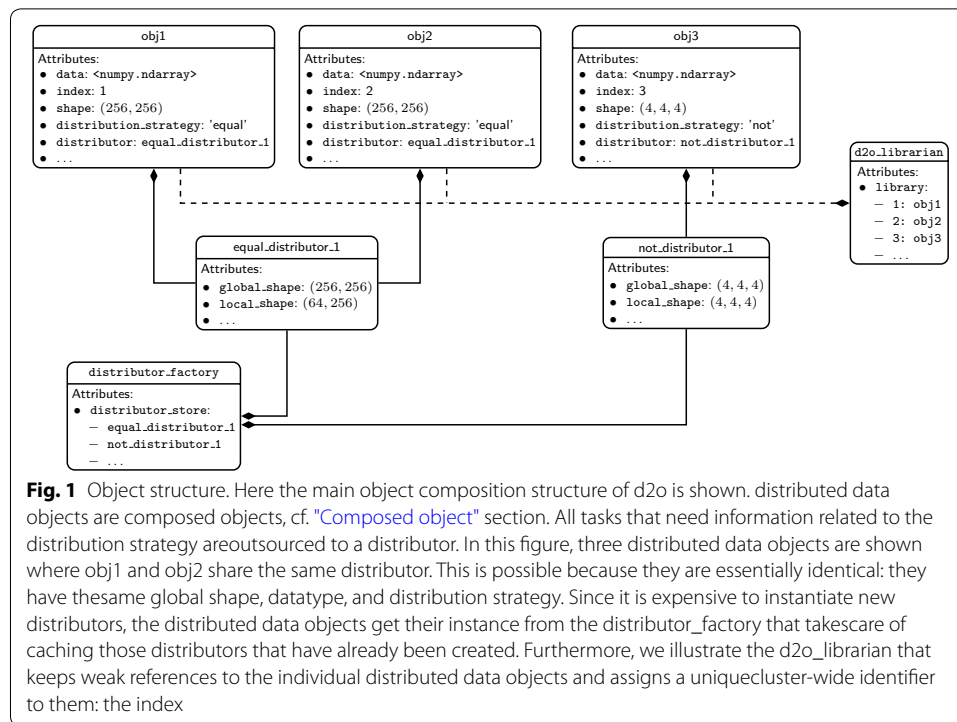 obj1
Attributes:
• data: <numpy.ndarray>
• index: 1
• shape: (256, 256)
• distribution_strategy: 'equal'
• distributor: equal_distributor_1
• ...
obj2
Attributes:
• data: <numpy.ndarray>
• index: 2
• shape: (256, 256)
• distribution_strategy: 'equal'
• distributor: equal_distributor_1
• ...
obj3
Attributes:
• data: <numpy.ndarray>
• index: 3
• shape: (4, 4, 4)
• distribution_strategy: 'not'
• distributor: not_distributor_1
• ...
d2o_librarian
Attributes:
• library:
– 1: obj1
– 2: obj2
– 3: obj3
– ...
equal_distributor_1
Attributes:
• global_shape: (256, 256)
• local_shape: (64, 256)
• ...
not_distributor_1
Attributes:
• global_shape: (4, 4, 4)
• local_shape: (4, 4, 4)
• ...
distributor_factory
Attributes:
• distributor_store:
– equal_distributor_1
– not_distributor_1
– ...
Fig. 1 Object structure. Here the main object composition structure of d2o is shown. distributed data
objects are composed objects, cf. "Composed object" section. All tasks that need information related to the
distribution strategy areoutsourced to a distributor. In this figure, three distributed data objects are shown
where obj1 and obj2 share the same distributor. This is possible because they are essentially identical: they
have thesame global shape, datatype, and distribution strategy. Since it is expensive to instantiate new
distributors, the distributed data objects get their instance from the distributor_factory that takescare of
caching those distributors that have already been created. Furthermore, we illustrate the d2o_librarian that
keeps weak references to the individual distributed data objects and assigns a uniquecluster-wide identifier
to them: the index